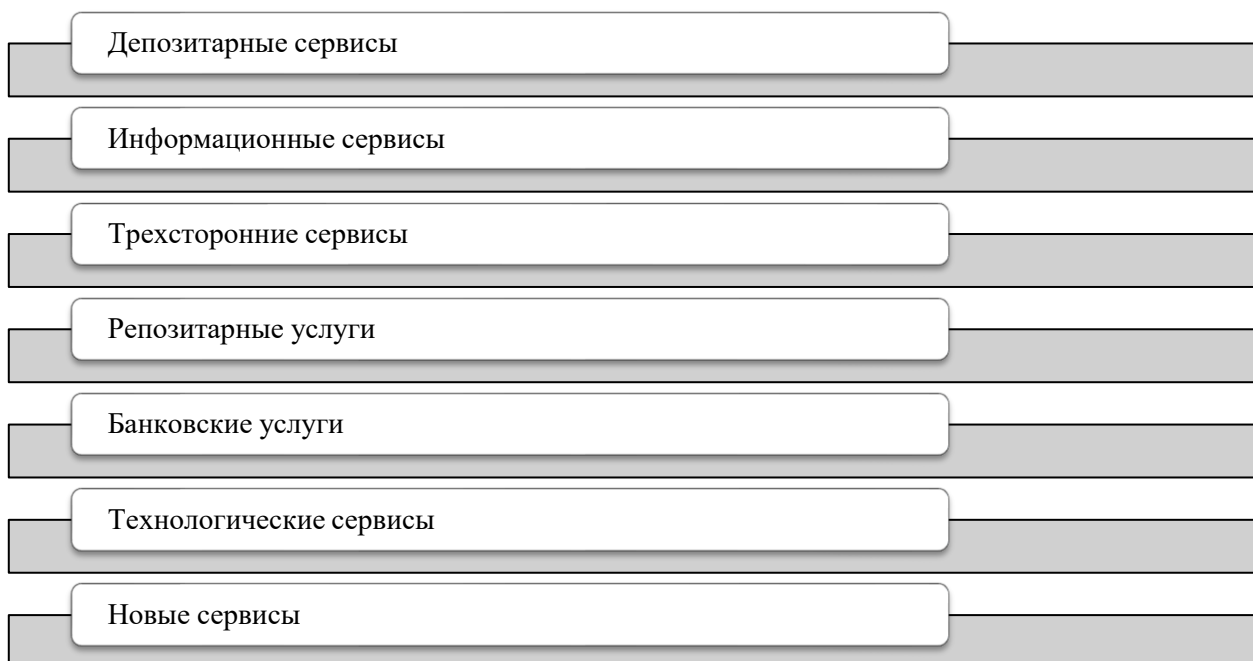 Депозитарные сервисы
Информационные сервисы
Трехсторонние сервисы
Репозитарные услуги
Банковские услуги
Технологические сервисы
Новые сервисы